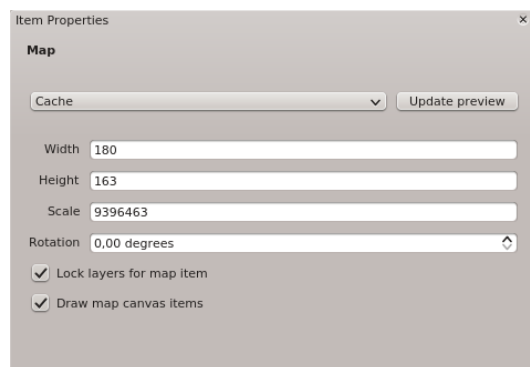 Item Properties
Map
Cache Update preview
Width 180
Height 163
Scale 9396463
Rotation 0,00 degrees
Lock layers for map item
Draw map canvas items